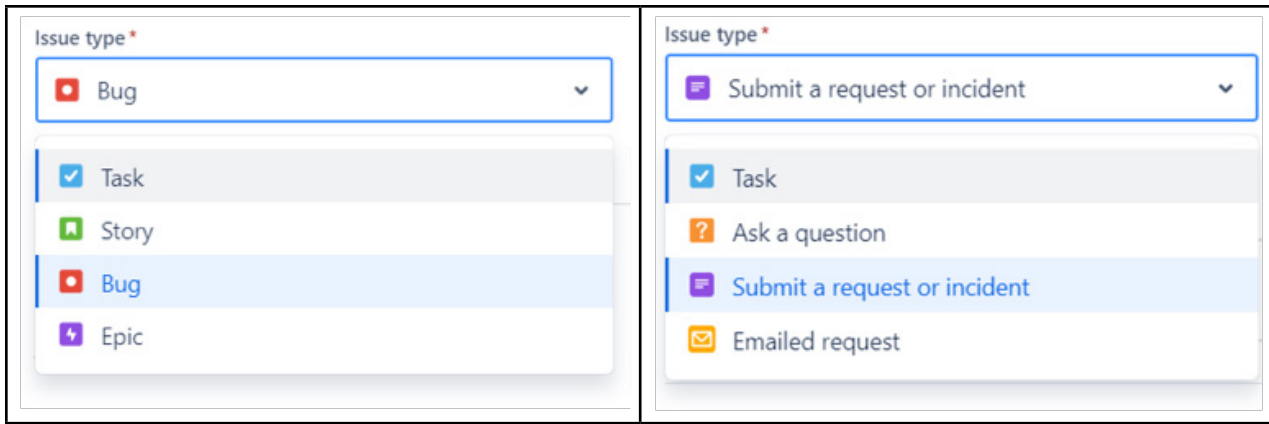 Issue type*
Bug
Task
Story
Bug
Epic
Issue type*
Submit a request or incident
Task
Ask a question
Submit a request or incident
Emailed request